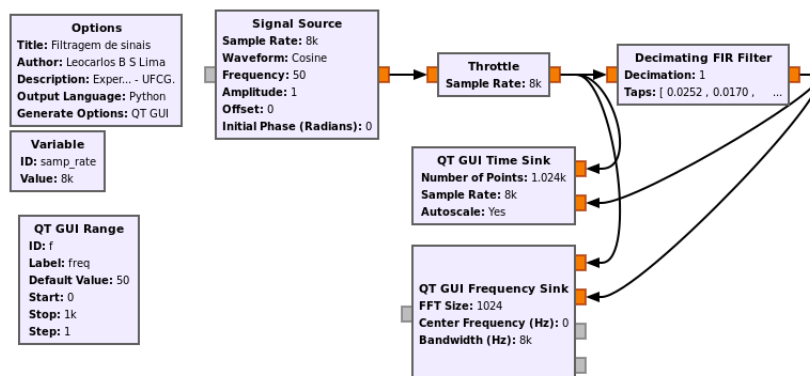 Options
Title: Filtragem de sinais
Author: Leocarlos B S Lima
Description: Exper... - UFCG.
Output Language: Python
Generate Options: QT GUI
Variable
ID: samp_rate
Value: 8k
QT GUI Range
ID: f
Label: freq
Default Value: 50
Start: 0
Stop: 1k
Step: 1
Signal Source
Sample Rate: 8k
Waveform: Cosine
Frequency: 50
Amplitude: 1
Offset: 0
Initial Phase (Radians): 0
Throttle
Sample Rate: 8k
Decimating FIR Filter
Decimation: 1
Taps: [ 0.0252 , 0.0170 , ...
QT GUI Time Sink
Number of Points: 1.024k
Sample Rate: 8k
Autoscale: Yes
QT GUI Frequency Sink
FFT Size: 1024
Center Frequency (Hz): 0
Bandwidth (Hz): 8k